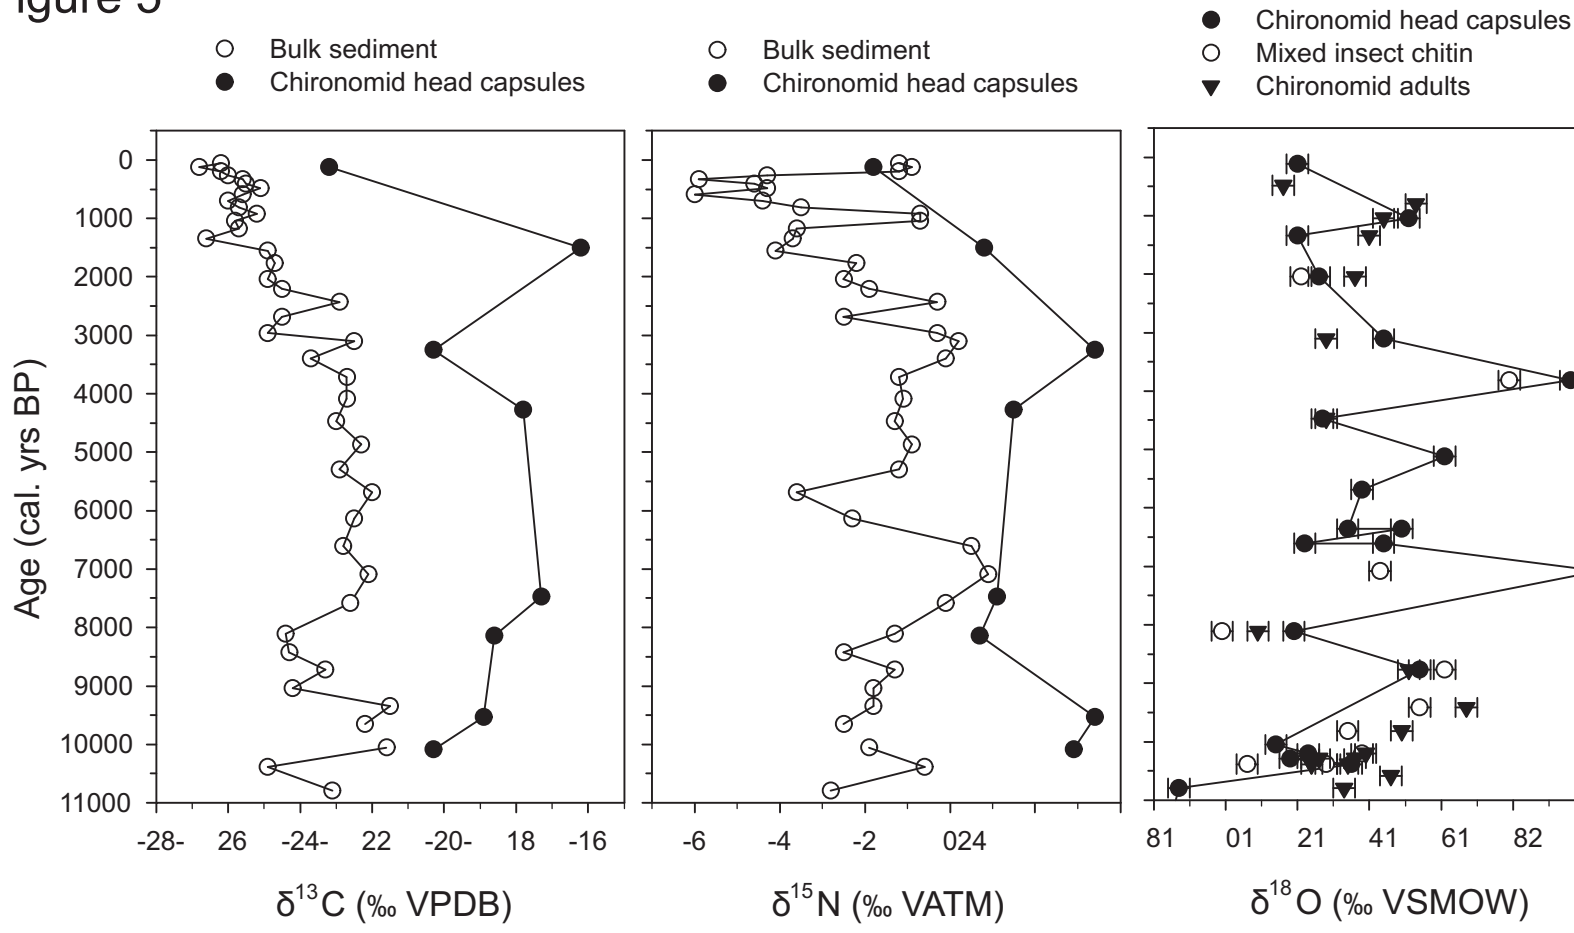 igure 5
Bulk sediment
Chironomid head capsules
Bulk sediment
Chironomid head capsules
Chironomid head capsules
Mixed insect chitin
Chironomid adults
Age (cal. yrs BP)
0
1000
2000
3000
4000
5000
6000
7000
8000
9000
10000
11000
-28- 26 -24- 22 -20- 18 -16
-6 -4 -2 024
81 01 21 41 61 82
δ13C (‰ VPDB)
δ15N (‰ VATM)
δ18O (‰ VSMOW)